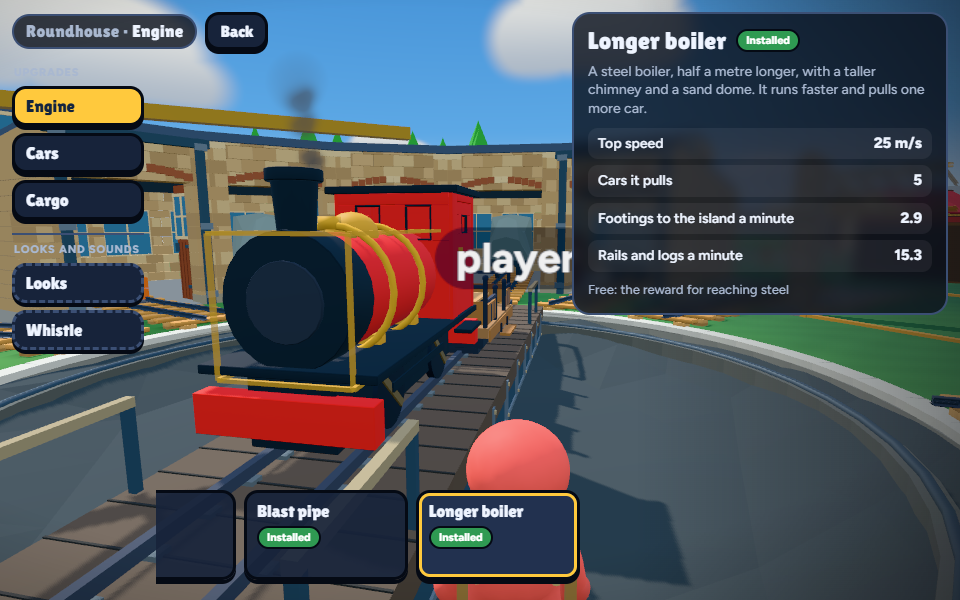 Roundhouse · Engine
Back
UPGRADES
Engine
Cars
Cargo
LOOKS AND SOUNDS
Looks
Whistle
player
Longer boiler
Installed
A steel boiler, half a metre longer, with a taller
chimney and a sand dome. It runs faster and pulls one
more car.
Top speed 25 m/s
Cars it pulls 5
Footings to the island a minute 2.9
Rails and logs a minute 15.3
Free: the reward for reaching steel
Blast pipe
Installed
Longer boiler
Installed